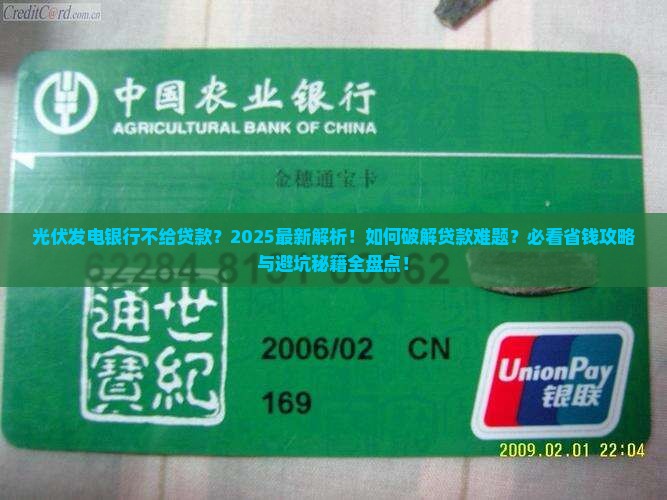 CreditCard.com.cn
中国农业银行
AGRICULTURAL BANK OF CHINA
金穗通宝卡
光伏发电银行不给贷款？2025最新解析！如何破解贷款难题？必看省钱攻略
与避坑秘籍全盘点！
世纪
通寶
2006/02 CN
169
UnionPay
银联
2009.02.01 22:04